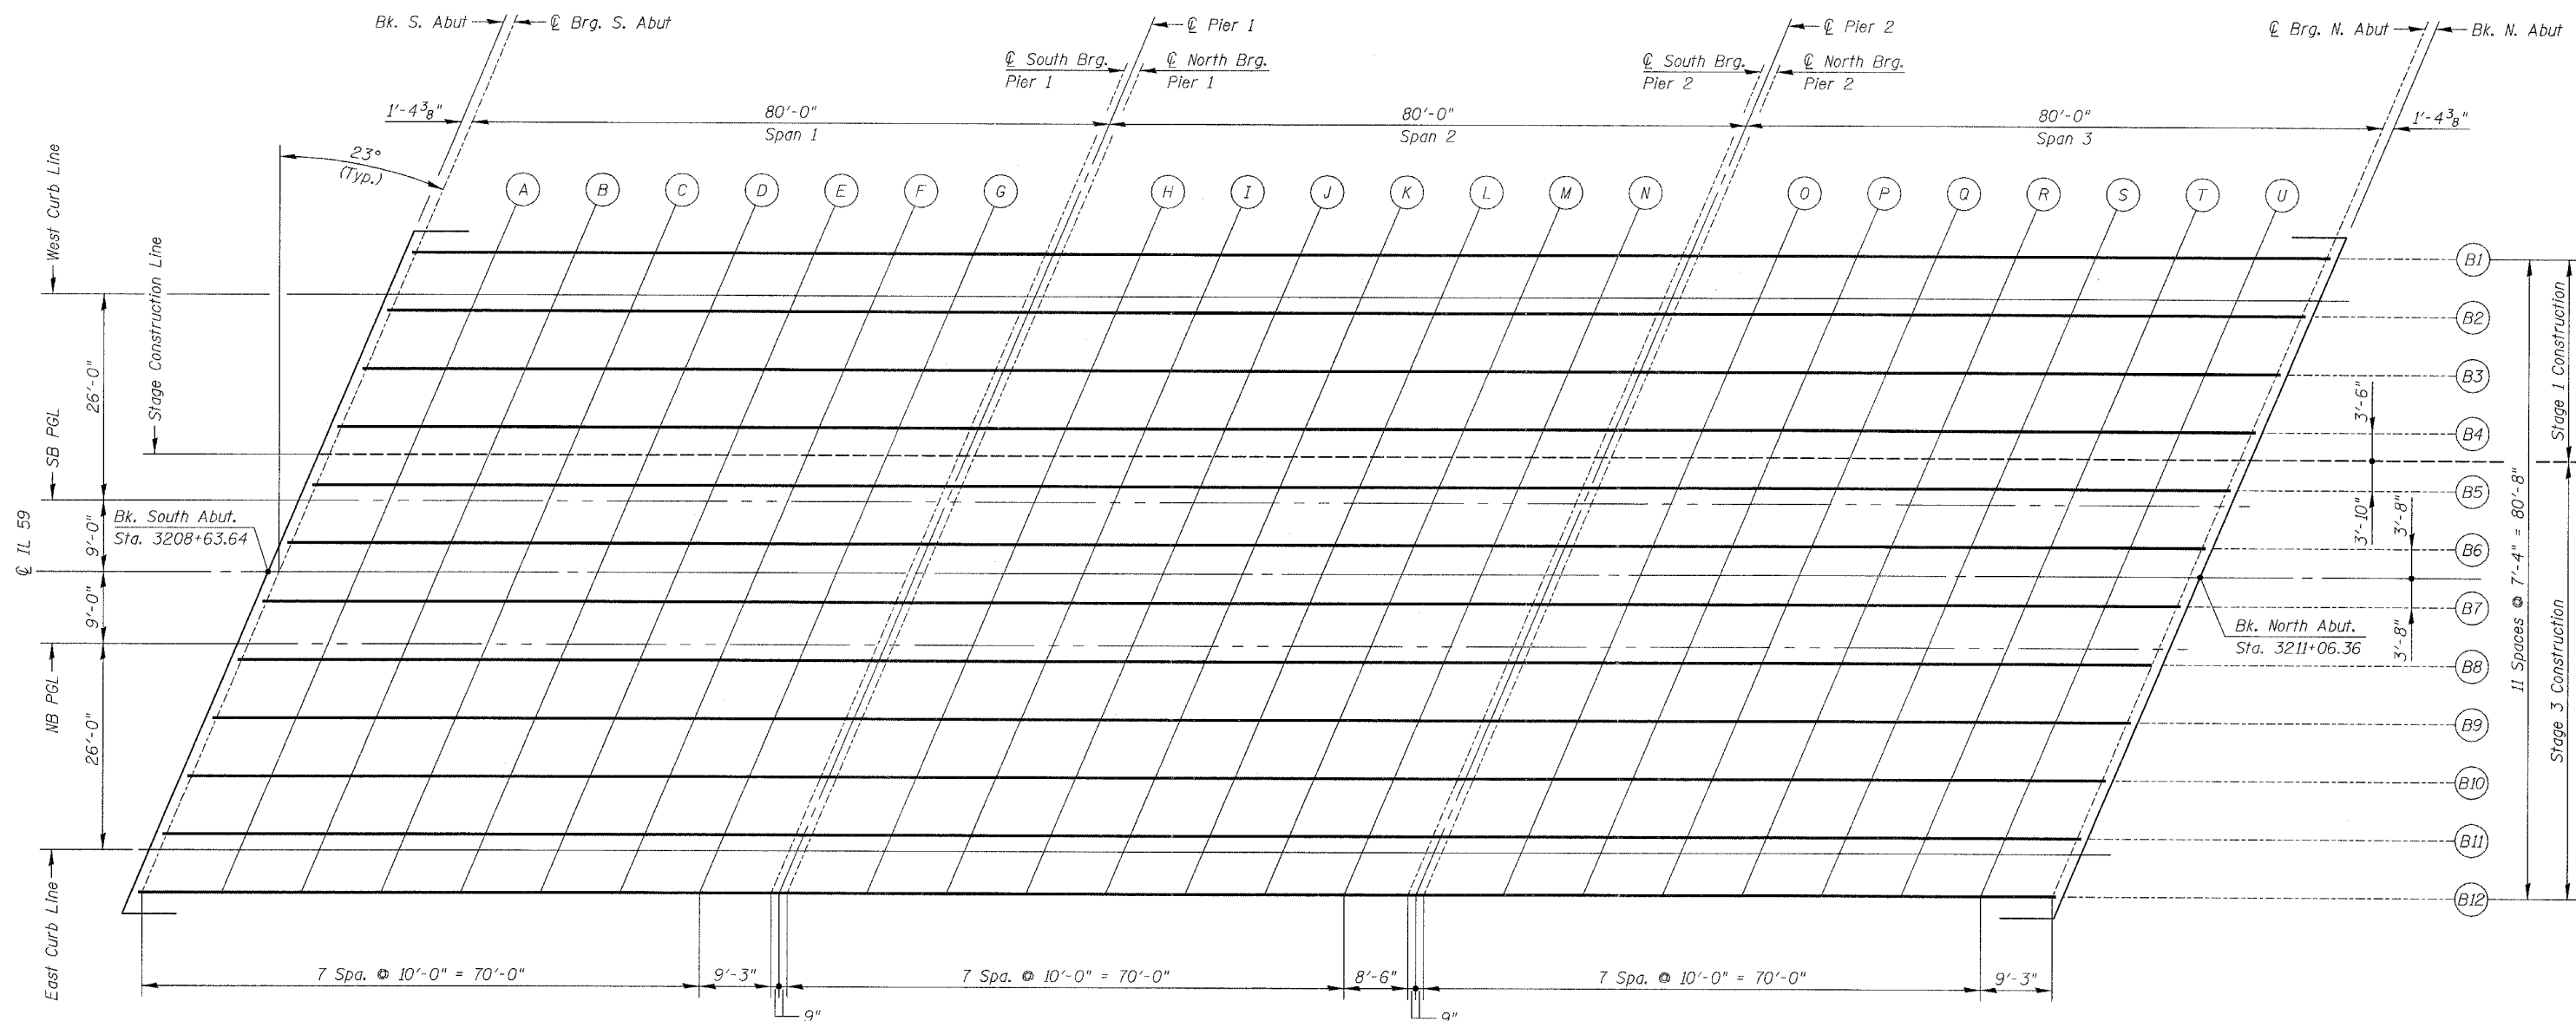 Bk. S. Abut
℄ Brg. S. Abut
℄ Pier 1
℄ South Brg.
Pier 1
℄ North Brg.
Pier 1
℄ Pier 2
℄ South Brg.
Pier 2
℄ North Brg.
Pier 2
℄ Brg. N. Abut
Bk. N. Abut
1'-4 3/8"
80'-0"
Span 1
80'-0"
Span 2
80'-0"
Span 3
1'-4 3/8"
23°
(Typ.)
A B C D E F G H I J K L M N O P Q R S T U
West Curb Line
Stage Construction Line
26'-0"
SB PGL
9'-0"
℄ IL 59
9'-0"
NB PGL
26'-0"
East Curb Line
Bk. South Abut.
Sta. 3208+63.64
Bk. North Abut.
Sta. 3211+06.36
B1
B2
B3
B4
B5
B6
B7
B8
B9
B10
B11
B12
3'-6"
3'-10"
3'-8"
3'-8"
11 Spaces @ 7'-4" = 80'-8"
Stage 1 Construction
Stage 3 Construction
7 Spa. @ 10'-0" = 70'-0"
9'-3"
9"
7 Spa. @ 10'-0" = 70'-0"
8'-6"
9"
7 Spa. @ 10'-0" = 70'-0"
9'-3"